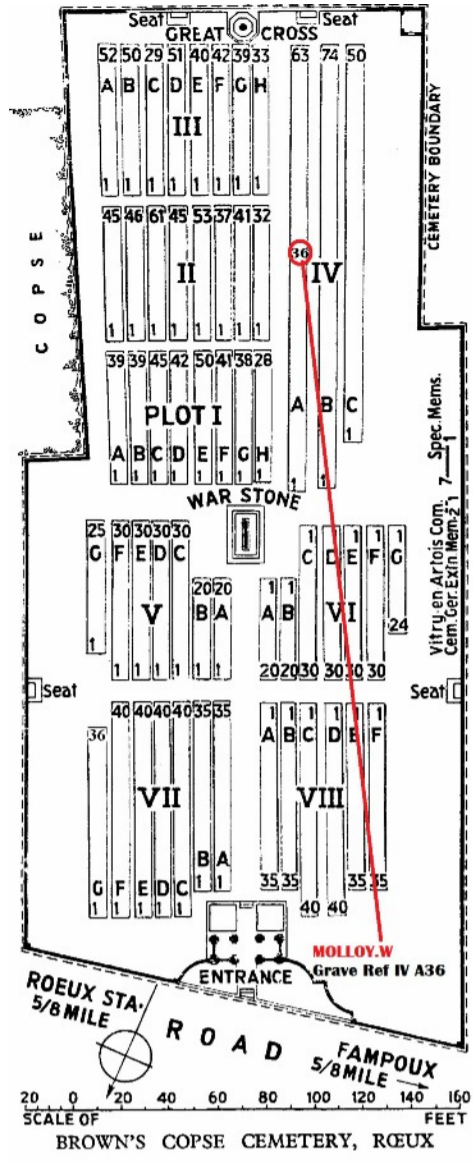 Seat Seat
GREAT CROSS
52 50 29 51 40 42 39 33 63 74 50
A B C D E F G H
III
1 1 1 1 1 1 1 1
CEMETERY BOUNDARY
COPSE
45 46 61 45 53 37 41 32
36
II IV
1 1 1 1 1 1 1 1
39 39 45 42 50 41 38 28
A B C
PLOT I
1
A B C D E F G H
1 1 1 1 1 1 1 1 1 1
WAR STONE
Vitry-en Artois Com.
Cem. Ger. Extn Mem. 2 1 7 1 Spec. Mems.
25 30 30 30 30 1 1 1 1 1
G F E D C C D E F G
20 20 1 1
V B A A B VI
24
1 1 1 1 1 1 1 20 20 30 30 30 30
Seat Seat
36 40 40 40 40 35 35 1 1 1 1 1 1
A B C D E F
VII VIII
B A
G F E D C 1 1 35 35 35 35
1 1 1 1 1 40 40
MOLLOY.W
Grave Ref IV A36
ENTRANCE
ROEUX STA.
5/8 MILE
ROAD
FAMPOUX
5/8 MILE
20 0 20 40 60 80 100 120 140 160
SCALE OF FEET
BROWN'S COPSE CEMETERY, RŒUX